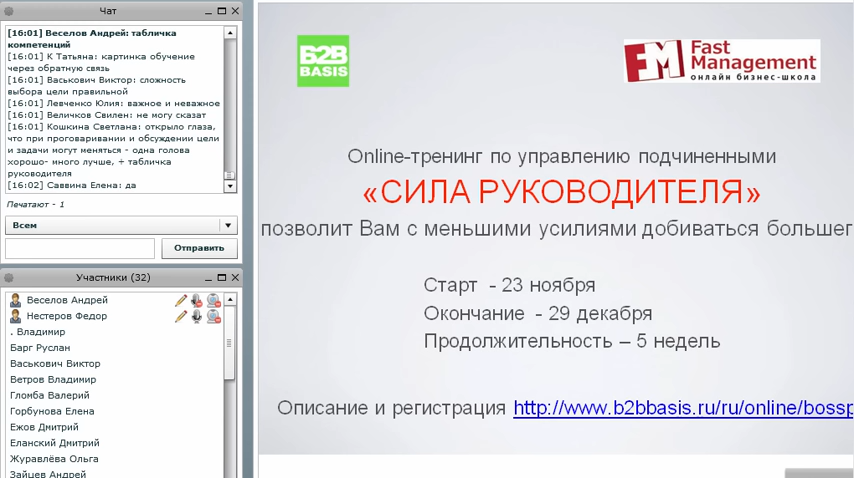 Чат
[16:01] Веселов Андрей: табличка
компетенций
[16:01] К Татьяна: картинка обучение
через обратную связь
[16:01] Васькович Виктор: сложность
выбора цели правильной
[16:01] Левченко Юлия: важное и неважное
[16:01] Величков Свилен: не могу сказат
[16:01] Кошкина Светлана: открыло глаза,
что при проговаривании и обсуждении цели
и задачи могут меняться - одна голова
хорошо- много лучше, + табличка
руководителя
[16:02] Саввина Елена: да
Печатают - 1
Всем
Отправить
Участники (32)
Веселов Андрей
Нестеров Федор
. Владимир
Барг Руслан
Васькович Виктор
Ветров Владимир
Гломба Валерий
Горбунова Елена
Ежов Дмитрий
Еланский Дмитрий
Журавлёва Ольга
Зайцев Андрей
B2B
BASIS
FM Fast
Management
онлайн бизнес-школа
Online-тренинг по управлению подчиненными
«СИЛА РУКОВОДИТЕЛЯ»
позволит Вам с меньшими усилиями добиваться большег
Старт - 23 ноября
Окончание - 29 декабря
Продолжительность – 5 недель
Описание и регистрация http://www.b2bbasis.ru/ru/online/bossp